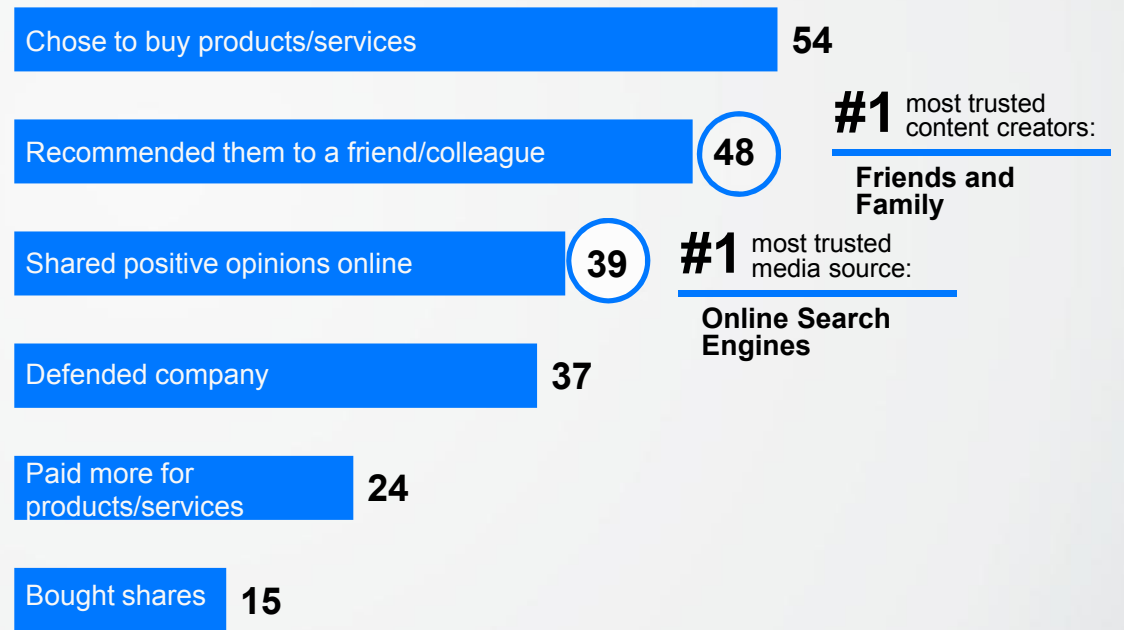 Chose to buy products/services
54
#1 most trusted
content creators:
Recommended them to a friend/colleague
48
Friends and
Family
Shared positive opinions online
39
#1 most trusted
media source:
Online Search
Engines
Defended company
37
Paid more for
products/services
24
Bought shares
15